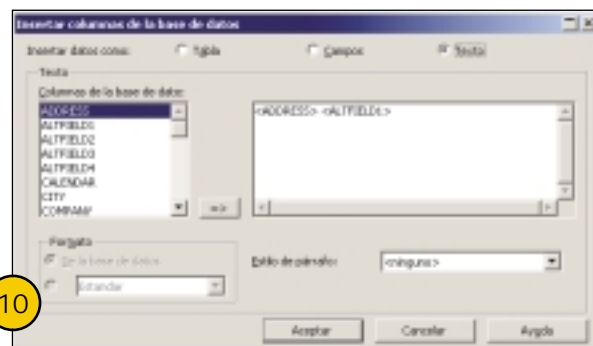 Insertar columnas de la base de datos
Insertar datos como: Tabla Campos Texto
Texto
Columnas de la base de datos:
ADDRESS
ALTFIELD1
ALTFIELD2
ALTFIELD3
ALTFIELD4
CALENDAR
CITY
COMPANY
=>
<ADDRESS> <ALTFIELD1>
Formato
De la base de datos
Estándar
Estilo de párrafo: <ninguno>
10
Aceptar Cancelar Ayuda